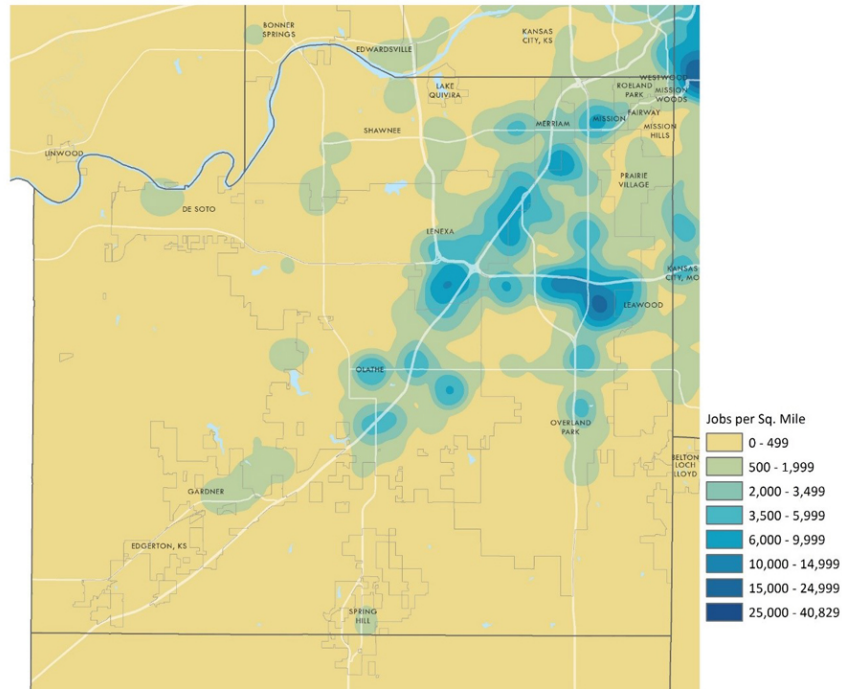 BONNER
SPRINGS
EDWARDSVILLE
KANSAS
CITY, KS
LAKE
QUIVIRA
WESTWOOD
ROELAND
PARK
MISSION
WOODS
SHAWNEE
MERRIAM
MISSION
FAIRWAY
MISSION
HILLS
LINWOOD
PRAIRIE
VILLAGE
DE SOTO
LENEXA
KANSAS
CITY, MO
LEAWOOD
OLATHE
OVERLAND
PARK
BELTON
LOCH
LLOYD
GARDNER
EDGERTON, KS
SPRING
HILL
Jobs per Sq. Mile
0 - 499
500 - 1,999
2,000 - 3,499
3,500 - 5,999
6,000 - 9,999
10,000 - 14,999
15,000 - 24,999
25,000 - 40,829